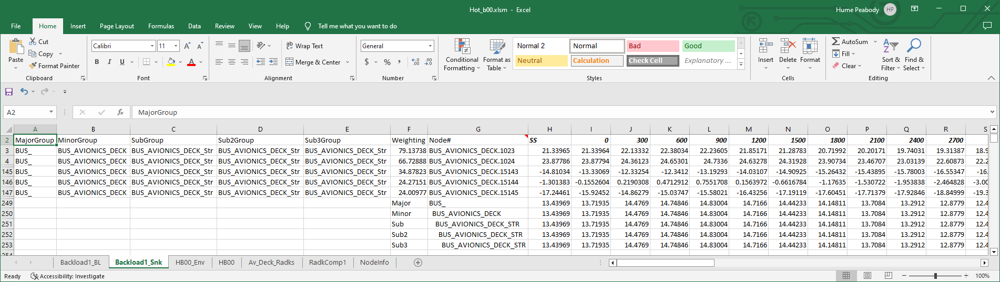 Hot_b00.xlsm - Excel
Hume Peabody HP
File Home Insert Page Layout Formulas Data Review View Help Tell me what you want to do
Paste
Cut
Copy
Format Painter
Clipboard
Calibri 11
B I U
Font
Wrap Text
Merge & Center
Alignment
General
$ % ,
Number
Conditional Formatting
Format as Table
Normal 2 Normal Bad Good
Neutral Calculation Check Cell Explanatory ...
Styles
Insert Delete Format
Cells
AutoSum
Fill
Clear
Sort & Filter
Find & Select
Editing
A2 fx MajorGroup
A B C D E F G H I J K L M N O P Q R S
2 MajorGroup MinorGroup SubGroup Sub2Group Sub3Group Weighting Node# SS 0 300 600 900 1200 1500 1800 2100 2400 2700
3 BUS_ BUS_AVIONICS_DECK BUS_AVIONICS_DECK_Str BUS_AVIONICS_DECK_Str BUS_AVIONICS_DECK_Str 79.13738 BUS_AVIONICS_DECK.1023 21.33965 21.33964 22.13332 22.38034 22.23605 21.85171 21.28783 20.71992 20.20171 19.74031 19.31387 18.9
4 BUS_ BUS_AVIONICS_DECK BUS_AVIONICS_DECK_Str BUS_AVIONICS_DECK_Str BUS_AVIONICS_DECK_Str 66.72888 BUS_AVIONICS_DECK.1024 23.87786 23.87794 24.36123 24.65301 24.7336 24.63278 24.31928 23.90734 23.46707 23.03139 22.60873 22.2
145 BUS_ BUS_AVIONICS_DECK BUS_AVIONICS_DECK_Str BUS_AVIONICS_DECK_Str BUS_AVIONICS_DECK_Str 34.87823 BUS_AVIONICS_DECK.15143 -14.81034 -13.33069 -12.33254 -12.3412 -13.19293 -14.03107 -14.90925 -15.26432 -15.43895 -15.78003 -16.55347 -16.
146 BUS_ BUS_AVIONICS_DECK BUS_AVIONICS_DECK_Str BUS_AVIONICS_DECK_Str BUS_AVIONICS_DECK_Str 24.27151 BUS_AVIONICS_DECK.15144 -1.301383 -0.1552604 0.2190308 0.4712912 0.7551708 0.1563972 -0.6616784 -1.17635 -1.530722 -1.953838 -2.464828 -3.00
147 BUS_ BUS_AVIONICS_DECK BUS_AVIONICS_DECK_Str BUS_AVIONICS_DECK_Str BUS_AVIONICS_DECK_Str 24.00977 BUS_AVIONICS_DECK.15145 -17.24461 -15.92452 -14.86279 -15.03747 -15.58021 -16.43256 -17.19119 -17.60451 -17.71379 -17.92846 -18.84999 -19.3
249 Major BUS_ 13.43969 13.71935 14.4769 14.74846 14.83004 14.7166 14.44233 14.14811 13.7084 13.2912 12.8779 12.4
250 Minor BUS_AVIONICS_DECK 13.43969 13.71935 14.4769 14.74846 14.83004 14.7166 14.44233 14.14811 13.7084 13.2912 12.8779 12.4
251 Sub BUS_AVIONICS_DECK_STR 13.43969 13.71935 14.4769 14.74846 14.83004 14.7166 14.44233 14.14811 13.7084 13.2912 12.8779 12.4
252 Sub2 BUS_AVIONICS_DECK_STR 13.43969 13.71935 14.4769 14.74846 14.83004 14.7166 14.44233 14.14811 13.7084 13.2912 12.8779 12.4
253 Sub3 BUS_AVIONICS_DECK_STR 13.43969 13.71935 14.4769 14.74846 14.83004 14.7166 14.44233 14.14811 13.7084 13.2912 12.8779 12.4
Backload1_BL Backload1_Snk HB00_Env HB00 Av_Deck_Radks RadkComp1 NodeInfo
Ready Accessibility: Investigate 100%